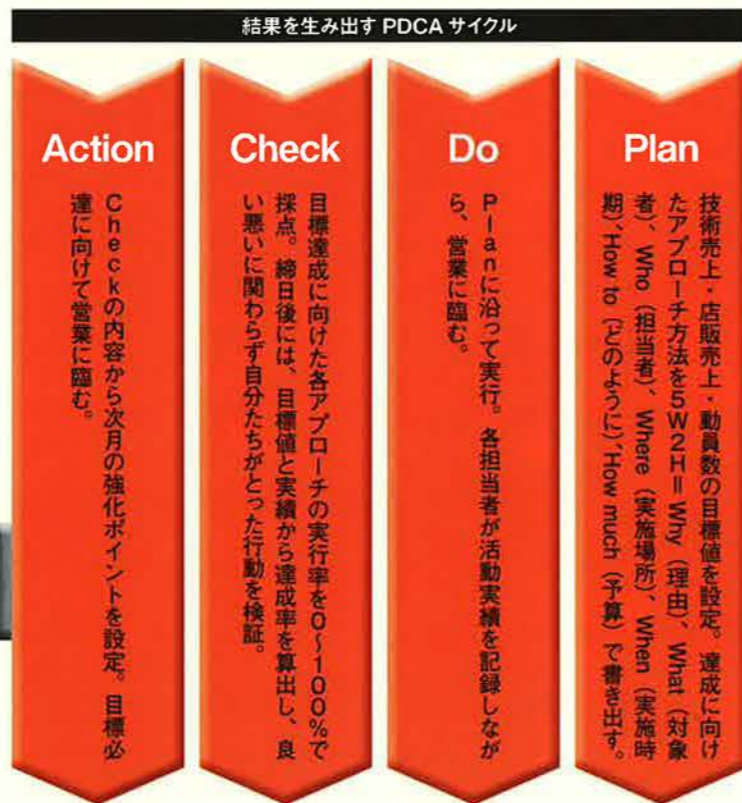 結果を生み出す PDCA サイクル
Plan
技術売上・店販売上・動員数の目標値を設定。達成に向け
たアプローチ方法を5W2H=Why（理由）、What（対象
者）、Who（担当者）、Where（実施場所）、When（実施時
期）、How to（どのように）、How much（予算）で書き出す。
Do
Planに沿って実行。各担当者が活動実績を記録しなが
ら、営業に臨む。
Check
目標達成に向けた各アプローチの実行率を0〜100%で
採点。締日後には、目標値と実績から達成率を算出し、良
い悪いに関わらず自分たちがとった行動を検証。
Action
Checkの内容から次月の強化ポイントを設定。目標必
達に向けて営業に臨む。